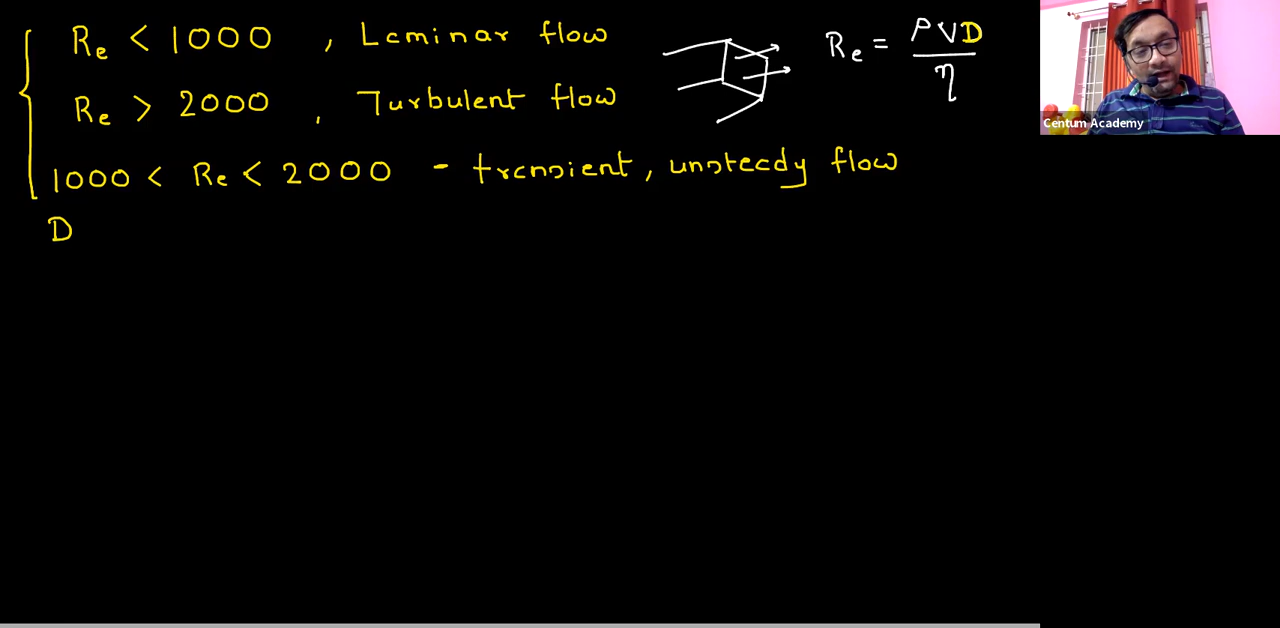 Re < 1000 , Laminar flow
Re = ρVD / η
Re > 2000 , Turbulent flow
1000 < Re < 2000 - transient, unsteady flow
D
Centum Academy